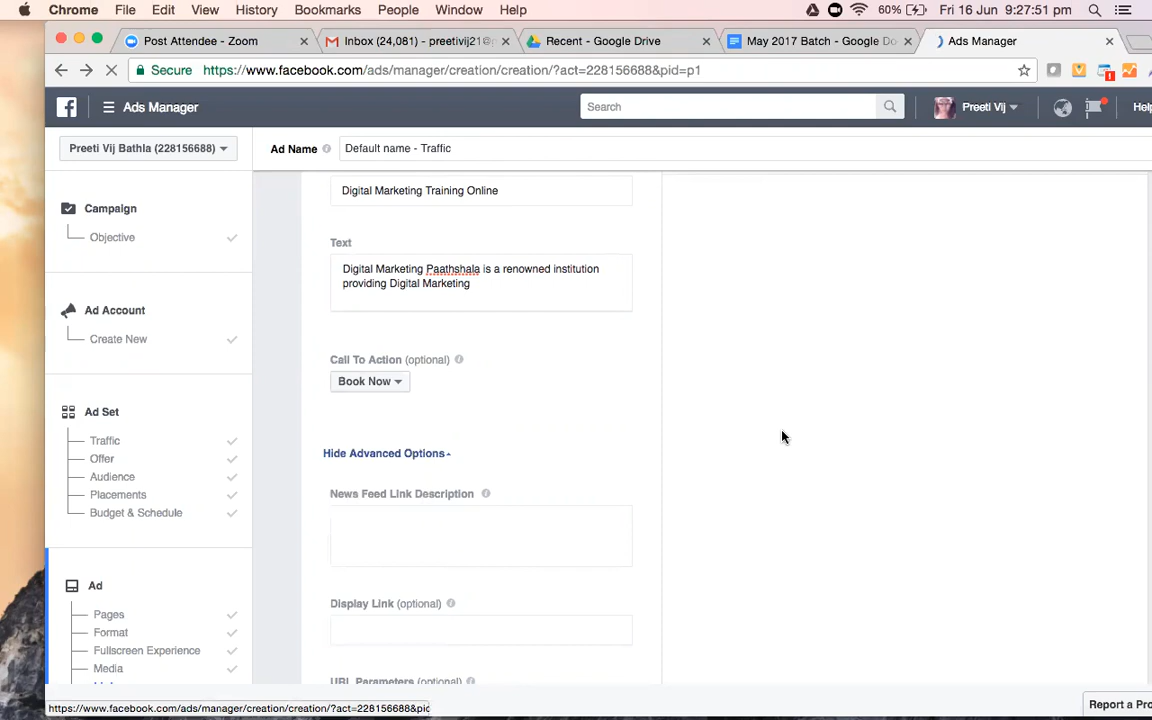 Chrome File Edit View History Bookmarks People Window Help 60% Fri 16 Jun 9:27:51 pm
Post Attendee - Zoom Inbox (24,081) - preetivij21@ Recent - Google Drive May 2017 Batch - Google Do Ads Manager
Secure https://www.facebook.com/ads/manager/creation/creation/?act=228156688&pid=p1
Ads Manager Search Preeti Vij Help
Preeti Vij Bathla (228156688) Ad Name Default name - Traffic
Digital Marketing Training Online
Campaign
Objective
Text
Digital Marketing Paathshala is a renowned institution
providing Digital Marketing
Ad Account
Create New
Call To Action (optional)
Book Now
Ad Set
Traffic
Offer
Audience
Placements
Budget & Schedule
Hide Advanced Options
News Feed Link Description
Ad
Pages
Format
Fullscreen Experience
Media
Display Link (optional)
URL Parameters (optional)
https://www.facebook.com/ads/manager/creation/creation/?act=228156688&pid
Report a Pro